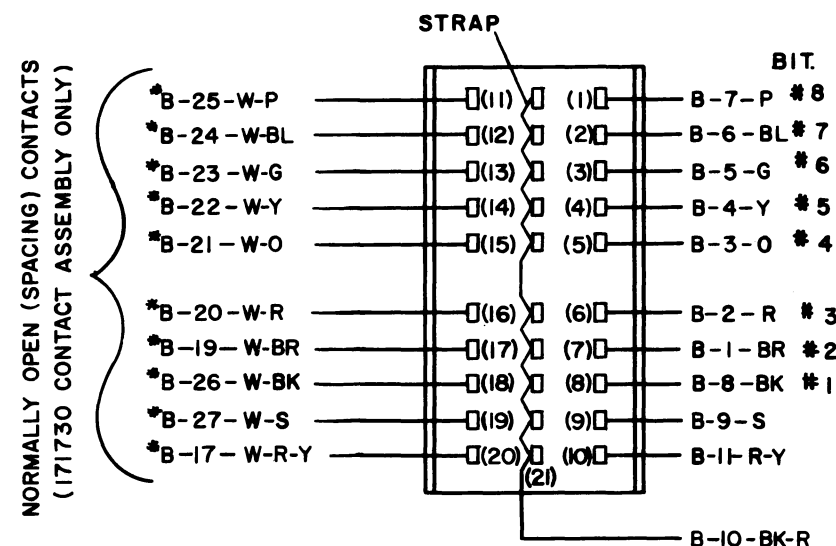 STRAP
BIT.
NORMALLY OPEN (SPACING) CONTACTS
(171730 CONTACT ASSEMBLY ONLY)
*B-25-W-P (11) (1) B-7-P #8
*B-24-W-BL (12) (2) B-6-BL #7
*B-23-W-G (13) (3) B-5-G #6
*B-22-W-Y (14) (4) B-4-Y #5
*B-21-W-O (15) (5) B-3-O #4
*B-20-W-R (16) (6) B-2-R #3
*B-19-W-BR (17) (7) B-1-BR #2
*B-26-W-BK (18) (8) B-8-BK #1
*B-27-W-S (19) (9) B-9-S
*B-17-W-R-Y (20) (10) B-11-R-Y
(21)
B-10-BK-R